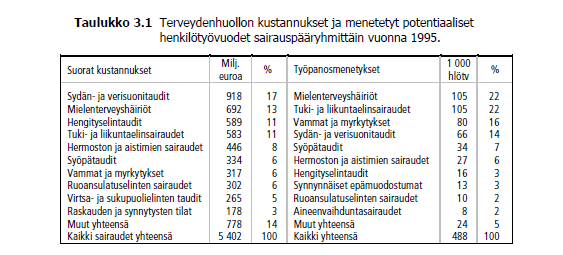 Taulukko 3.1 Terveydenhuollon kustannukset ja menetetyt potentiaaliset
henkilötyövuodet sairauspääryhmittäin vuonna 1995.
Suorat kustannukset Milj. euroa % Työpanosmenetykset 1 000 hlötv %
Sydän- ja verisuonitaudit 918 17 Mielenterveyshäiriöt 105 22
Mielenterveyshäiriöt 692 13 Tuki- ja liikuntaelinsairaudet 105 22
Hengityselintaudit 589 11 Vammat ja myrkytykset 80 16
Tuki- ja liikuntaelinsairaudet 583 11 Sydän- ja verisuonitaudit 66 14
Hermoston ja aistimien sairaudet 446 8 Syöpätaudit 34 7
Syöpätaudit 334 6 Hermoston ja aistimien sairaudet 27 6
Vammat ja myrkytykset 317 6 Hengityselintaudit 16 3
Ruoansulatuselinten sairaudet 302 6 Synnynnäiset epämuodostumat 13 3
Virtsa- ja sukupuolielinten taudit 265 5 Ruoansulatuselinten sairaudet 10 2
Raskauden ja synnytysten tilat 178 3 Aineenvaihduntasairaudet 8 2
Muut yhteensä 778 14 Muut yhteensä 24 5
Kaikki sairaudet yhteensä 5 402 100 Kaikki yhteensä 488 100